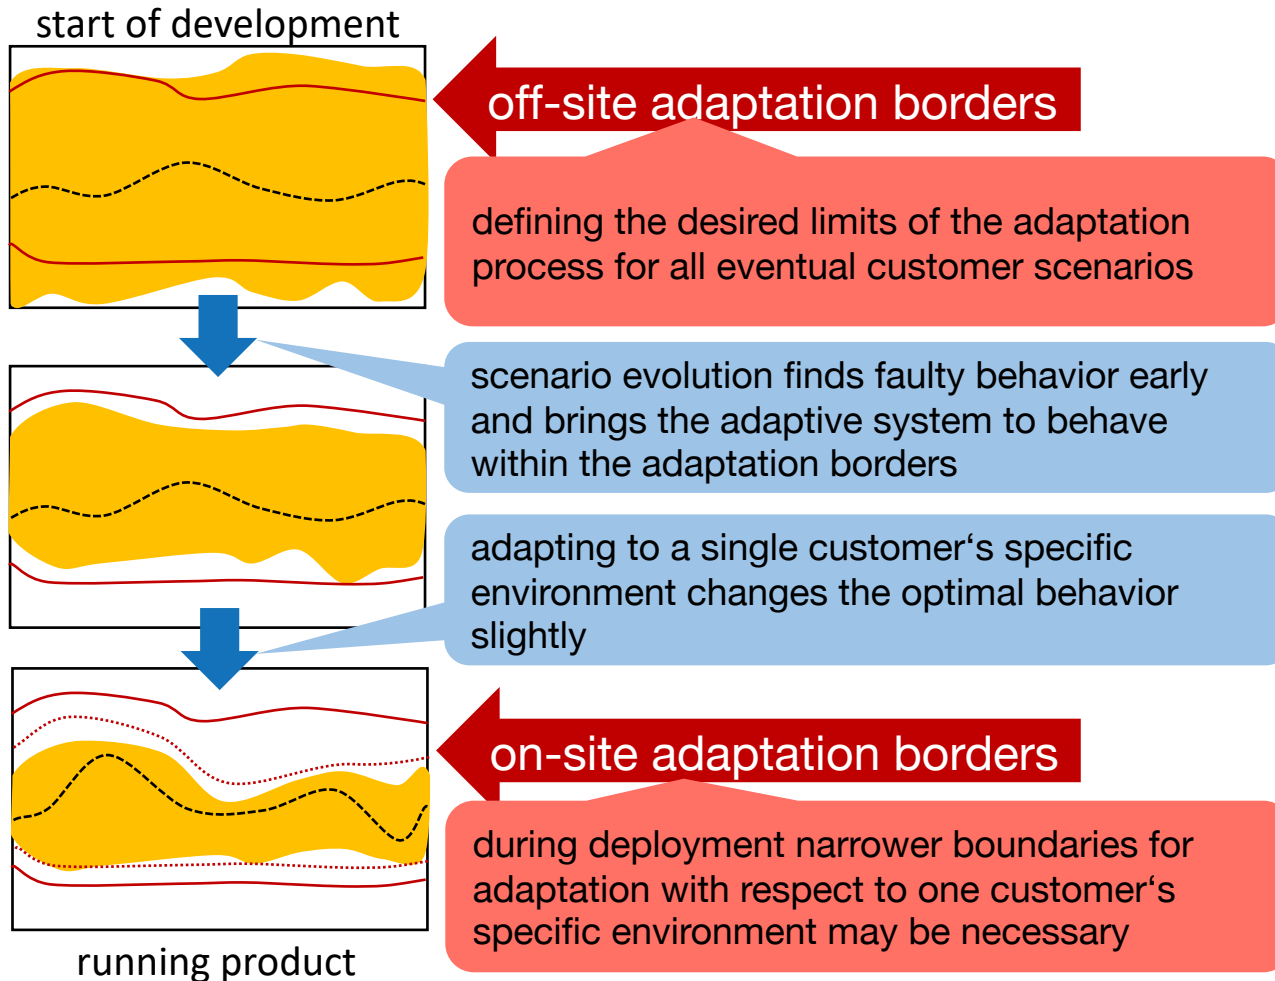 start of development
off-site adaptation borders
defining the desired limits of the adaptation
process for all eventual customer scenarios
scenario evolution finds faulty behavior early
and brings the adaptive system to behave
within the adaptation borders
adapting to a single customer‘s specific
environment changes the optimal behavior
slightly
on-site adaptation borders
during deployment narrower boundaries for
adaptation with respect to one customer‘s
specific environment may be necessary
running product